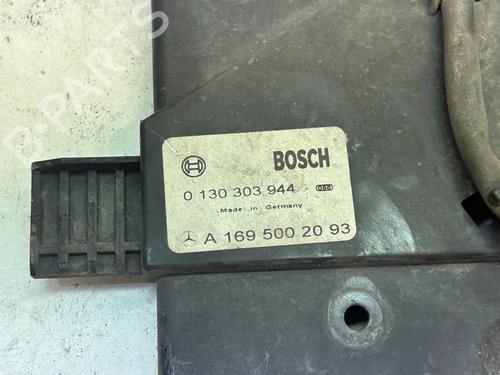 B-PARTS
BOSCH
0 130 303 944
Made in Germany
A 169 500 20 93